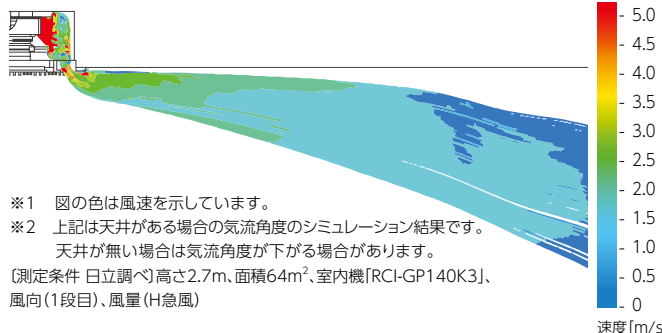 5.0
4.5
4.0
3.5
3.0
2.5
2.0
1.5
1.0
0.5
0
速度[m/s
※1 図の色は風速を示しています。
※2 上記は天井がある場合の気流角度のシミュレーション結果です。
天井が無い場合は気流角度が下がる場合があります。
〔測定条件 日立調べ〕高さ2.7m、面積64m²、室内機「RCI-GP140K3」、
風向(1段目)、風量(H急風)